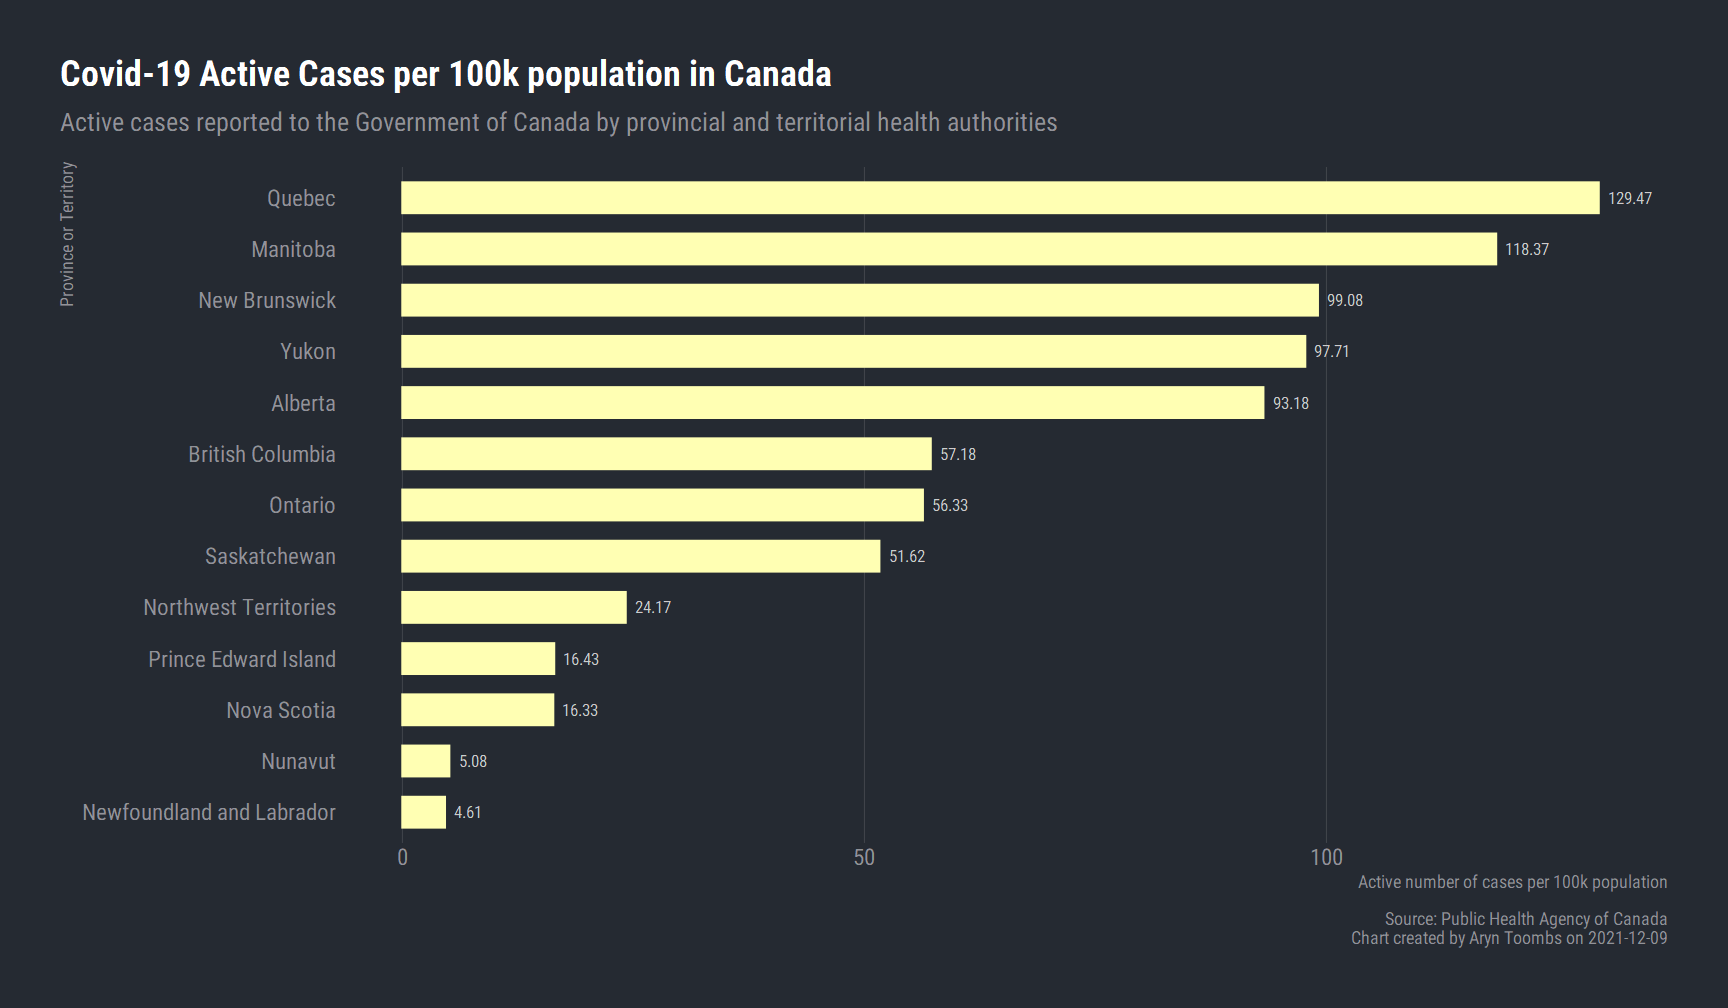 Covid-19 Active Cases per 100k population in Canada
Active cases reported to the Government of Canada by provincial and territorial health authorities
Province or Territory
Quebec 129.47
Manitoba 118.37
New Brunswick 99.08
Yukon 97.71
Alberta 93.18
British Columbia 57.18
Ontario 56.33
Saskatchewan 51.62
Northwest Territories 24.17
Prince Edward Island 16.43
Nova Scotia 16.33
Nunavut 5.08
Newfoundland and Labrador 4.61
0 50 100
Active number of cases per 100k population
Source: Public Health Agency of Canada
Chart created by Aryn Toombs on 2021-12-09